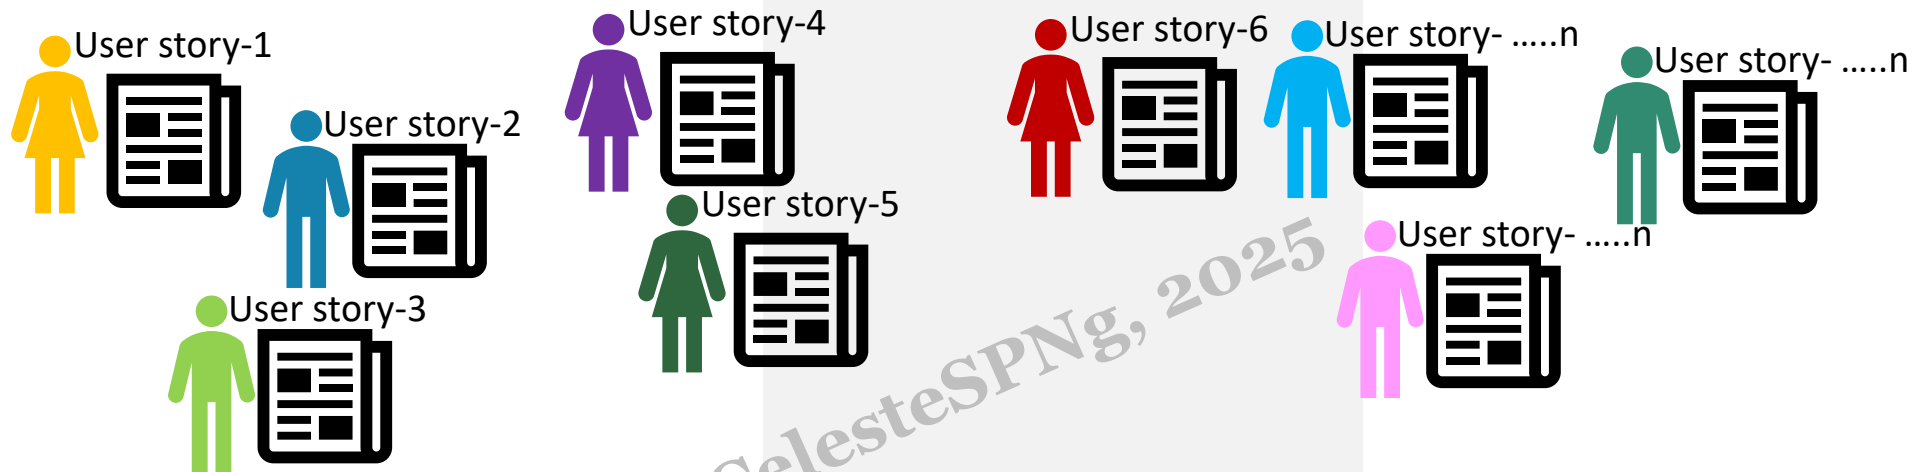 User story-1
User story-2
User story-3
User story-4
User story-5
User story-6
User story- .....n
User story- .....n
User story- .....n
CelesteSPNg, 2025